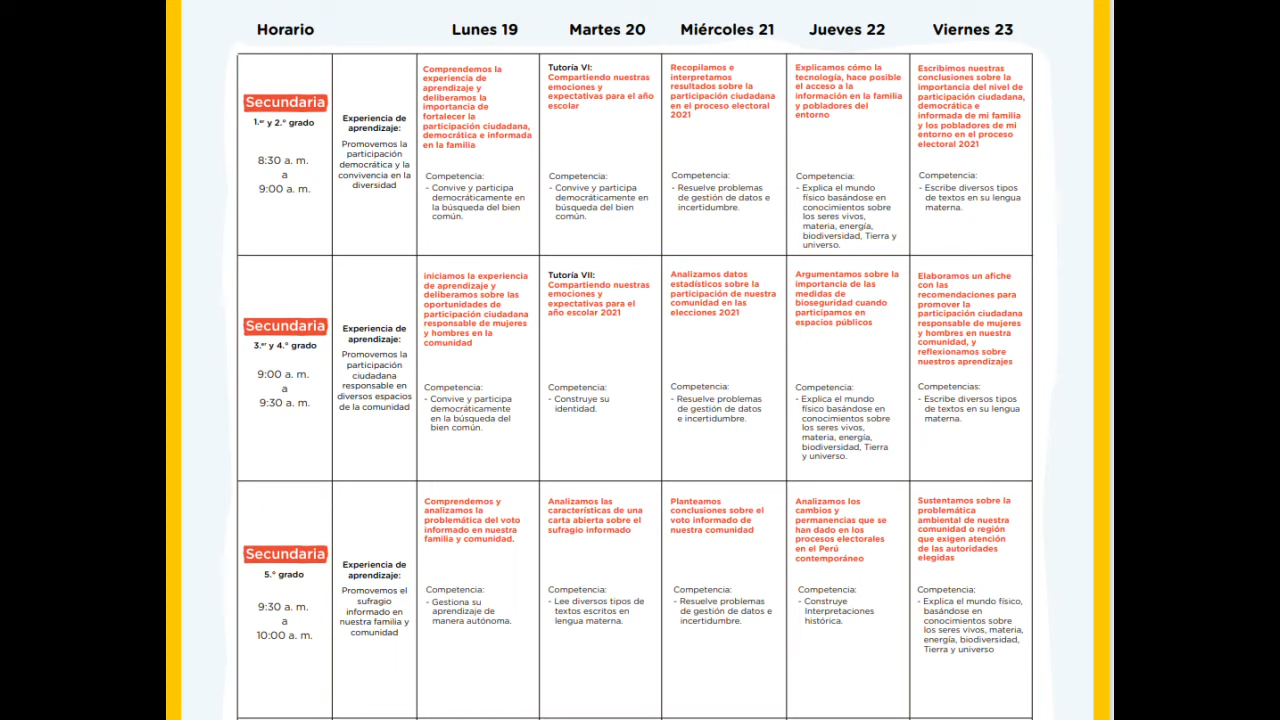 Horario
Lunes 19
Martes 20
Miércoles 21
Jueves 22
Viernes 23
Secundaria
1.er y 2.° grado
8:30 a. m.
a
9:00 a. m.
Experiencia de
aprendizaje:
Promovemos la
participación
democrática y la
convivencia en la
diversidad
Comprendemos la
experiencia de
aprendizaje y
deliberamos la
importancia de
fortalecer la
participación ciudadana,
democrática e informada
en la familia
Competencia:
- Convive y participa
democráticamente en
la búsqueda del bien
común.
Tutoría VI:
Compartiendo nuestras
emociones y
expectativas para el año
escolar
Competencia:
- Convive y participa
democráticamente en
búsqueda del bien
común.
Recopilamos e
interpretamos
resultados sobre la
participación ciudadana
en el proceso electoral
2021
Competencia:
- Resuelve problemas
de gestión de datos e
incertidumbre.
Explicamos cómo la
tecnología, hace posible
el acceso a la
información en la familia
y pobladores del
entorno
Competencia:
- Explica el mundo
físico basándose en
conocimientos sobre
los seres vivos,
materia, energía,
biodiversidad, Tierra y
universo.
Escribimos nuestras
conclusiones sobre la
importancia del nivel de
participación ciudadana,
democrática e
informada de mi familia
y los pobladores de mi
entorno en el proceso
electoral 2021
Competencia:
- Escribe diversos tipos
de textos en su lengua
materna.
Secundaria
3.er y 4.° grado
9:00 a. m.
a
9:30 a. m.
Experiencia de
aprendizaje:
Promovemos la
participación
ciudadana
responsable en
diversos espacios
de la comunidad
iniciamos la experiencia
de aprendizaje y
deliberamos sobre las
oportunidades de
participación ciudadana
responsable de mujeres
y hombres en la
comunidad
Competencia:
- Convive y participa
democráticamente
en la búsqueda del
bien común.
Tutoría VII:
Compartiendo nuestras
emociones y
expectativas para el
año escolar 2021
Competencia:
- Construye su
identidad.
Analizamos datos
estadísticos sobre la
participación de nuestra
comunidad en las
elecciones 2021
Competencia:
- Resuelve problemas
de gestión de datos
e incertidumbre.
Argumentamos sobre la
importancia de las
medidas de
bioseguridad cuando
participamos en
espacios públicos
Competencia:
- Explica el mundo
físico basándose en
conocimientos sobre
los seres vivos,
materia, energía,
biodiversidad, Tierra
y universo.
Elaboramos un afiche
con las
recomendaciones para
promover la
participación ciudadana
responsable de mujeres
y hombres en nuestra
comunidad, y
reflexionamos sobre
nuestros aprendizajes
Competencias:
- Escribe diversos tipos
de textos en su lengua
materna.
Secundaria
5.° grado
9:30 a. m.
a
10:00 a. m.
Experiencia de
aprendizaje:
Promovemos el
sufragio
informado en
nuestra familia y
comunidad
Comprendemos y
analizamos la
problemática del voto
informado en nuestra
familia y comunidad.
Competencia:
- Gestiona su
aprendizaje de
manera autónoma.
Analizamos las
características de una
carta abierta sobre el
sufragio informado
Competencia:
- Lee diversos tipos de
textos escritos en
lengua materna.
Planteamos
conclusiones sobre el
voto informado de
nuestra comunidad
Competencia:
- Resuelve problemas
de gestión de datos e
incertidumbre.
Analizamos los
cambios y
permanencias que se
han dado en los
procesos electorales
en el Perú
contemporáneo
Competencia:
- Construye
Interpretaciones
histórica.
Sustentamos sobre la
problemática
ambiental de nuestra
comunidad o región
que exigen atención
de las autoridades
elegidas
Competencia:
- Explica el mundo físico,
basándose en
conocimientos sobre
los seres vivos, materia,
energía, biodiversidad,
Tierra y universo